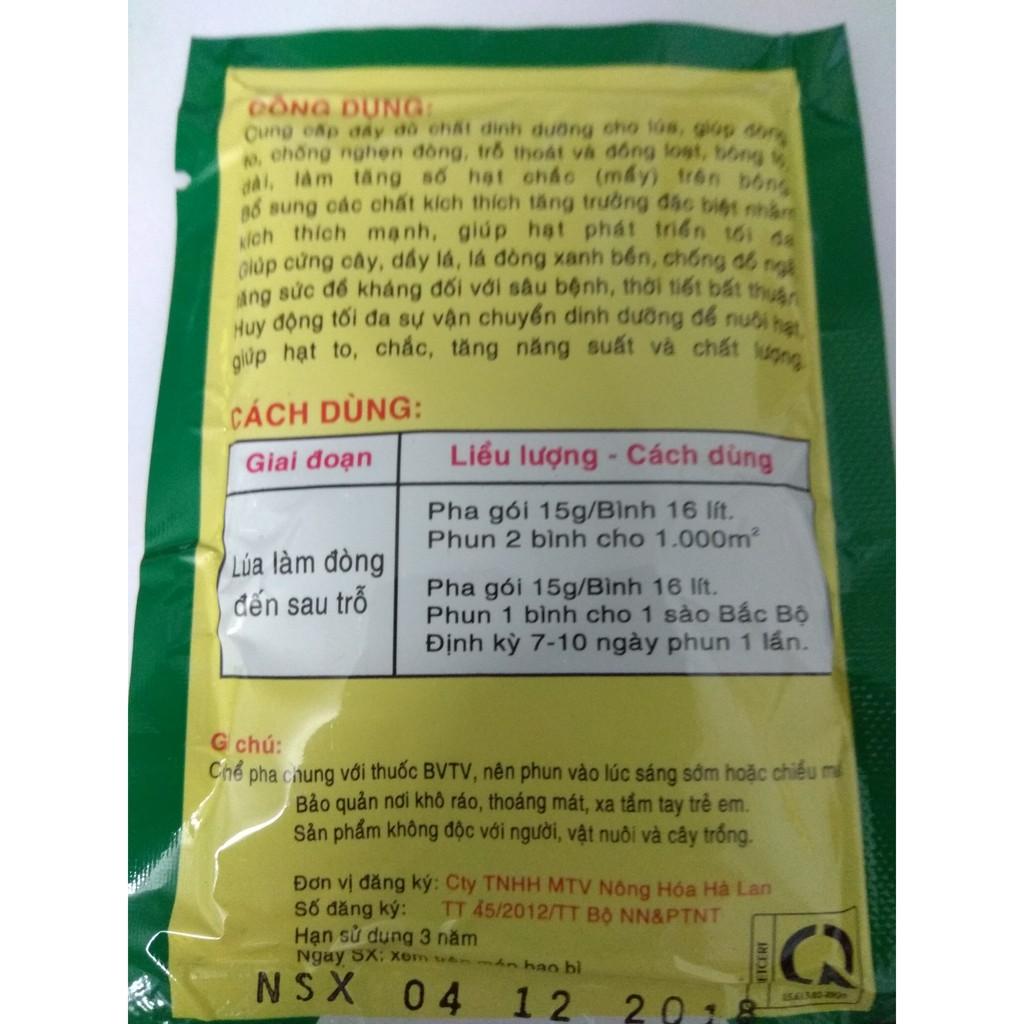 CÔNG DỤNG:
Cung cấp đầy đủ chất dinh dưỡng cho lúa, giúp đòng
to, chống nghẹn đòng, trỗ thoát và đồng loạt, bông to,
dài, làm tăng số hạt chắc (mẩy) trên bông
Bổ sung các chất kích thích tăng trưởng đặc biệt nhằm
kích thích mạnh, giúp hạt phát triển tối đa
Giúp cứng cây, dầy lá, lá đòng xanh bền, chống đổ ngã
tăng sức đề kháng đối với sâu bệnh, thời tiết bất thuận
Huy động tối đa sự vận chuyển dinh dưỡng để nuôi hạt,
giúp hạt to, chắc, tăng năng suất và chất lượng.
CÁCH DÙNG:
Giai đoạn
Liều lượng - Cách dùng
Lúa làm đòng
đến sau trỗ
Pha gói 15g/Bình 16 lít.
Phun 2 bình cho 1.000m²
Pha gói 15g/Bình 16 lít.
Phun 1 bình cho 1 sào Bắc Bộ
Định kỳ 7-10 ngày phun 1 lần.
G chú:
pha chung với thuốc BVTV, nên phun vào lúc sáng sớm hoặc chiều
Bảo quản nơi khô ráo, thoáng mát, xa tầm tay trẻ em.
Sản phẩm không độc với người, vật nuôi và cây trồng.
Đơn vị đăng ký: Cty TNHH MTV Nông Hóa Hà Lan
Số đăng ký: TT 45/2012/TT Bộ NN&PTNT
Hạn sử dụng 3 năm
Ngày SX: xem trên mép bao bì
NSX 04 12 2018
ETCERT